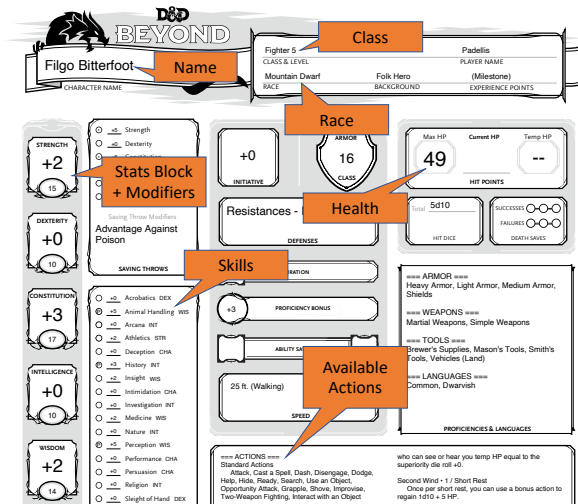 D&D
BEYOND
Filgo Bitterfoot
CHARACTER NAME
Name
Class
Fighter 5
Padellis
CLASS & LEVEL
PLAYER NAME
Mountain Dwarf
Folk Hero
(Milestone)
RACE
BACKGROUND
EXPERIENCE POINTS
Race
STRENGTH
+2
15
DEXTERITY
+0
10
CONSTITUTION
+3
17
INTELLIGENCE
+0
10
WISDOM
+2
14
+5 Strength
+0 Dexterity
Stats Block
+ Modifiers
Saving Throw Modifiers
Advantage Against
Poison
SAVING THROWS
Skills
+0 Acrobatics DEX
P +5 Animal Handling WIS
+0 Arcana INT
+2 Athletics STR
+0 Deception CHA
P +3 History INT
+2 Insight WIS
+0 Intimidation CHA
+0 Investigation INT
+2 Medicine WIS
+0 Nature INT
P +5 Perception WIS
+0 Performance CHA
+0 Persuasion CHA
+0 Religion INT
+0 Sleight of Hand DEX
+0
INITIATIVE
ARMOR
16
CLASS
Resistances -
DEFENSES
Health
+3
PROFICIENCY BONUS
ABILITY
25 ft. (Walking)
SPEED
Available
Actions
Max HP
Current HP
Temp HP
49
--
HIT POINTS
Total
5d10
HIT DICE
SUCCESSES
FAILURES
DEATH SAVES
=== ARMOR ===
Heavy Armor, Light Armor, Medium Armor,
Shields
=== WEAPONS ===
Martial Weapons, Simple Weapons
=== TOOLS ===
Brewer's Supplies, Mason's Tools, Smith's
Tools, Vehicles (Land)
=== LANGUAGES ===
Common, Dwarvish
PROFICIENCIES & LANGUAGES
=== ACTIONS ===
Standard Actions
Attack, Cast a Spell, Dash, Disengage, Dodge,
Help, Hide, Ready, Search, Use an Object,
Opportunity Attack, Grapple, Shove, Improvise,
Two-Weapon Fighting, Interact with an Object
who can see or hear you temp HP equal to the
superiority die roll +0.
Second Wind • 1 / Short Rest
Once per short rest, you can use a bonus action to
regain 1d10 + 5 HP.